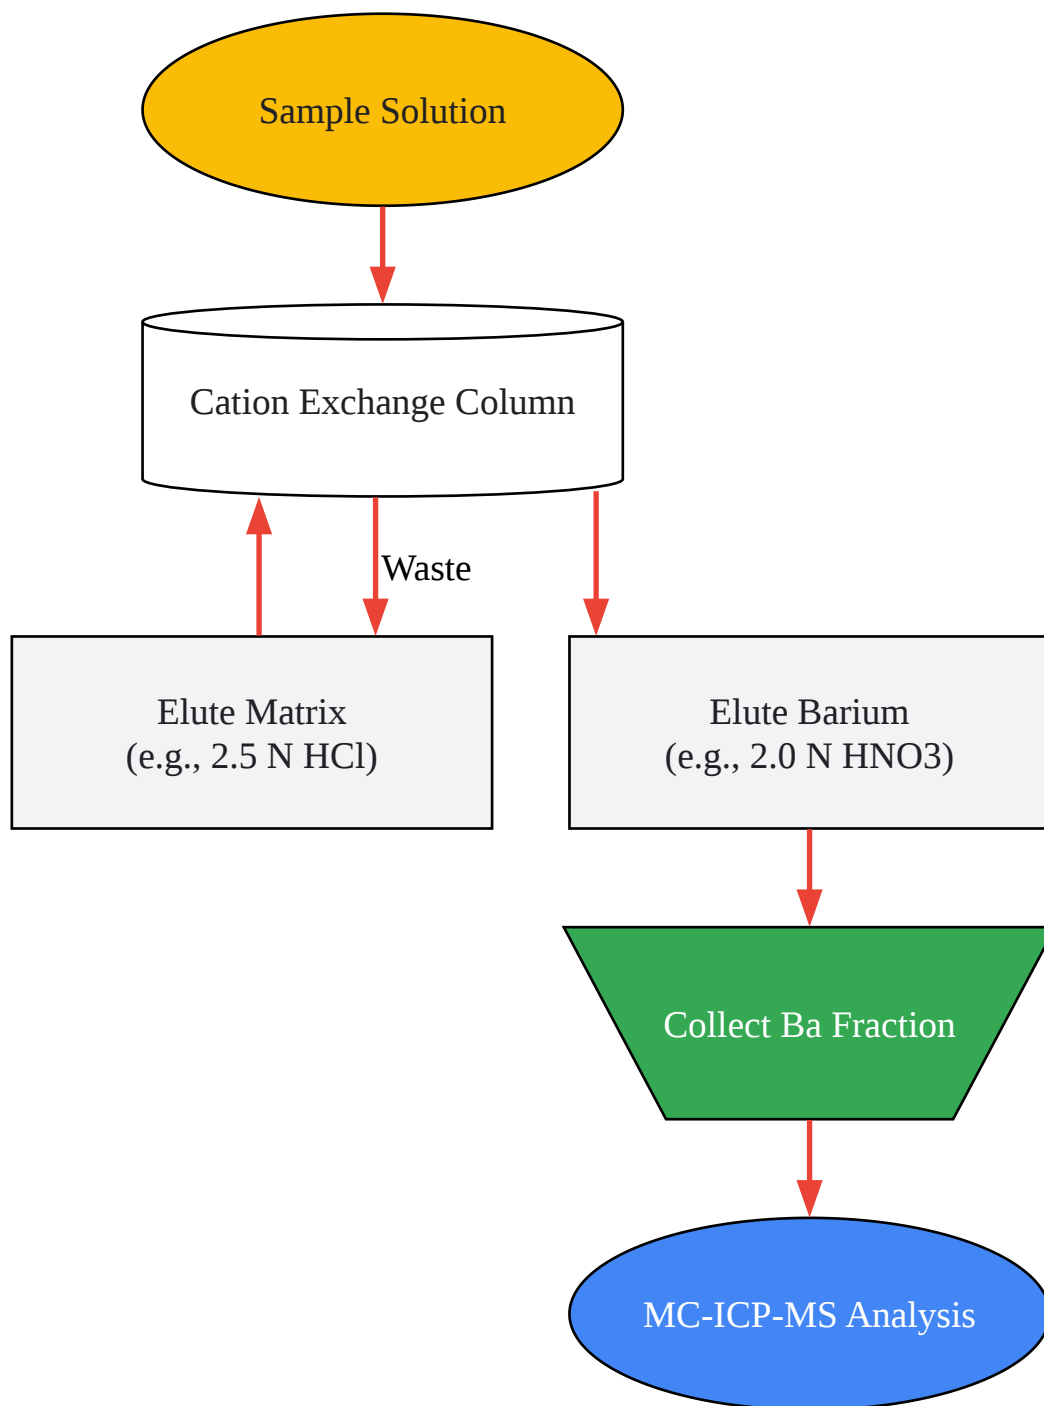 Sample Solution
Cation Exchange Column
Waste
Elute Matrix
(e.g., 2.5 N HCl)
Elute Barium
(e.g., 2.0 N HNO3)
Collect Ba Fraction
MC-ICP-MS Analysis